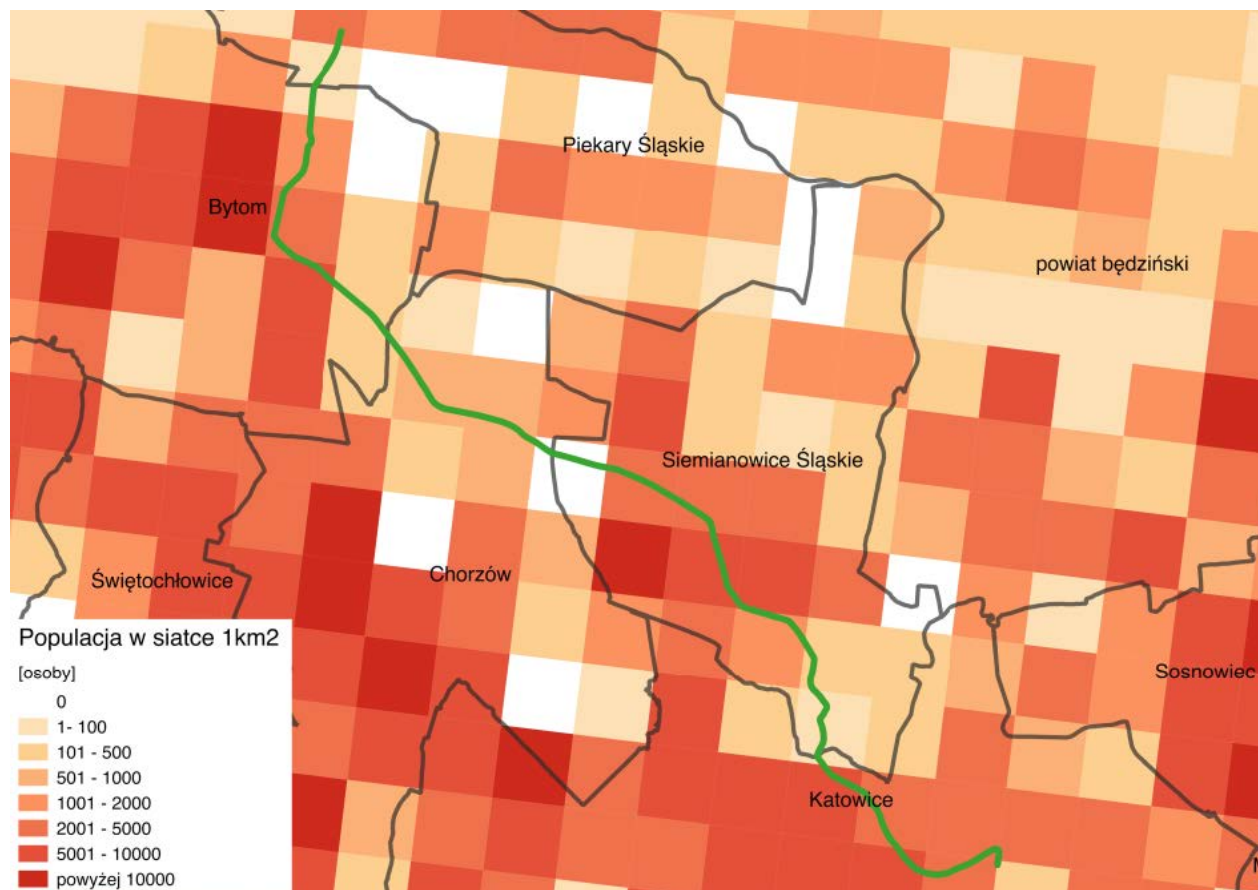 Piekary Śląskie
Bytom
powiat będziński
Siemianowice Śląskie
Chorzów
Świętochłowice
Sosnowiec
Katowice
Populacja w siatce 1km2
[osoby]
0
1- 100
101 - 500
501 - 1000
1001 - 2000
2001 - 5000
5001 - 10000
powyżej 10000